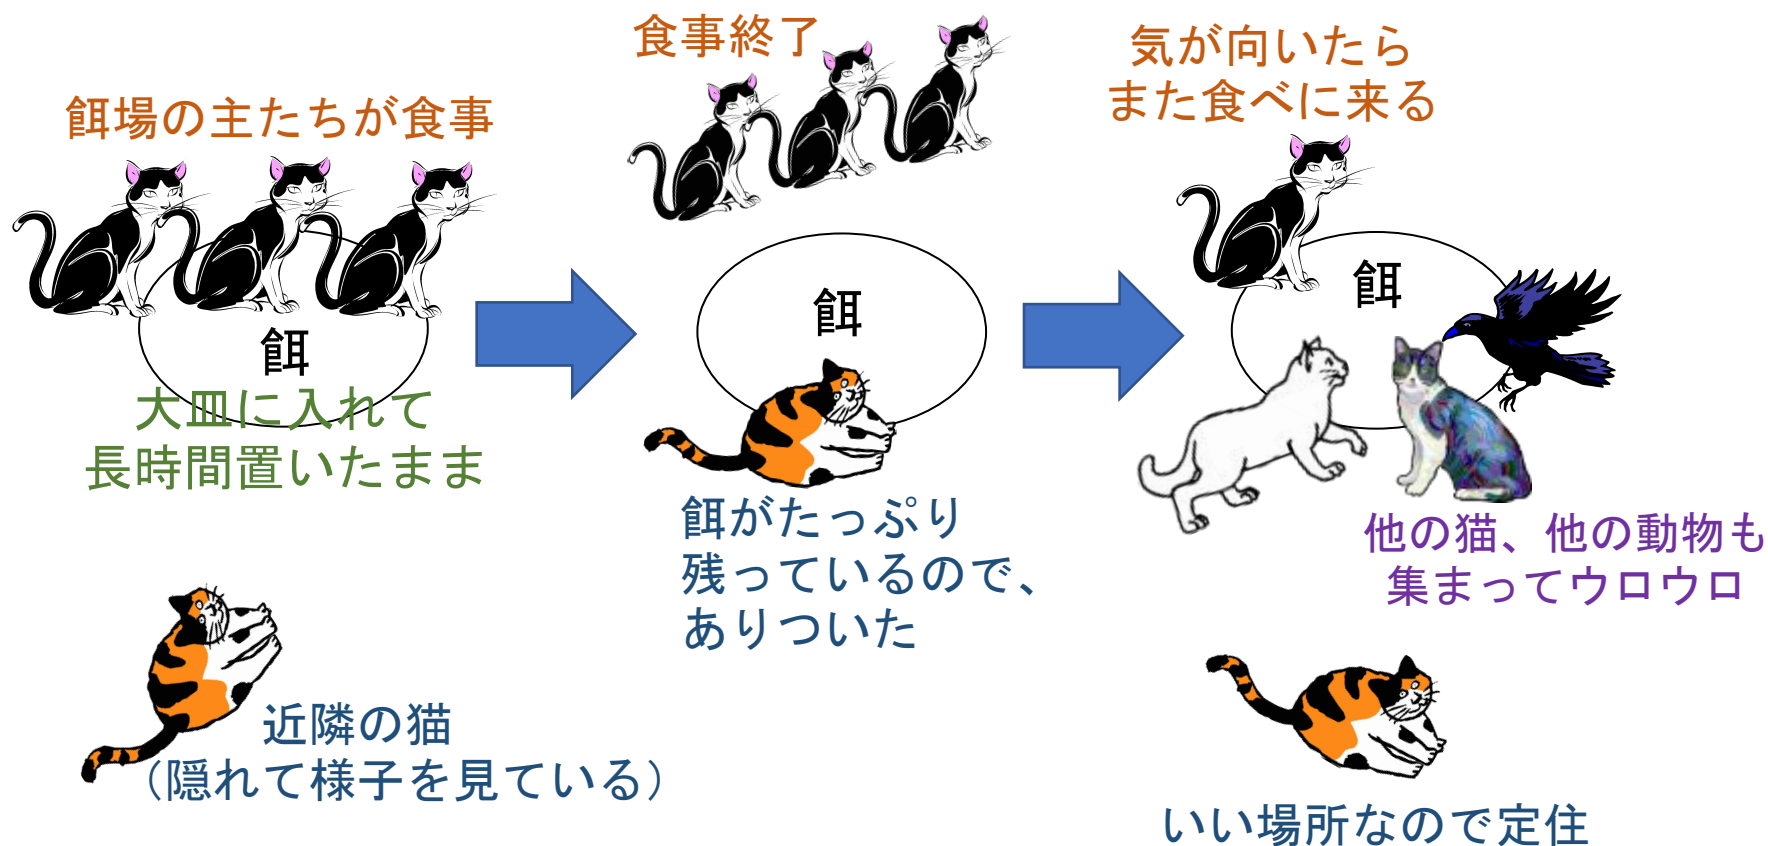 餌場の主たちが食事
餌
大皿に入れて
長時間置いたまま
近隣の猫
（隠れて様子を見ている）
食事終了
餌
餌がたっぷり
残っているので、
ありついた
気が向いたら
また食べに来る
餌
他の猫、他の動物も
集まってウロウロ
いい場所なので定住